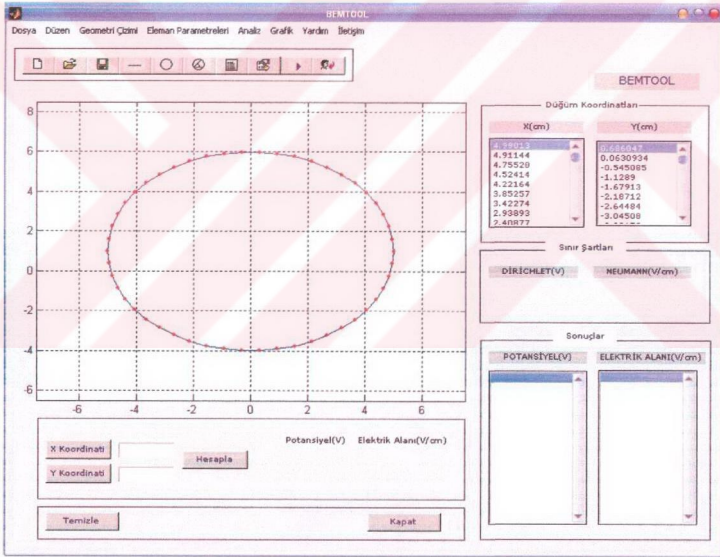 BEMTOOL
Dosya Düzen Geometri Çizimi Eleman Parametreleri Analiz Grafik Yardım İletişim
BEMTOOL
Düğüm Koordinatları
X(cm) Y(cm)
4.99013 0.686047
4.91144 0.0630934
4.75528 -0.545085
4.52414 -1.1289
4.22164 -1.67913
3.85257 -2.18712
3.42274 -2.64484
2.93893 -3.04508
2.40877
Sınır Şartları
DİRİCHLET(V) NEUMANN(V/cm)
Sonuçlar
POTANSİYEL(V) ELEKTRİK ALANI(V/cm)
8
6
4
2
0
-2
-4
-6
-6 -4 -2 0 2 4 6
Potansiyel(V) Elektrik Alanı(V/cm)
X Koordinati
Hesapla
Y Koordinati
Temizle Kapat